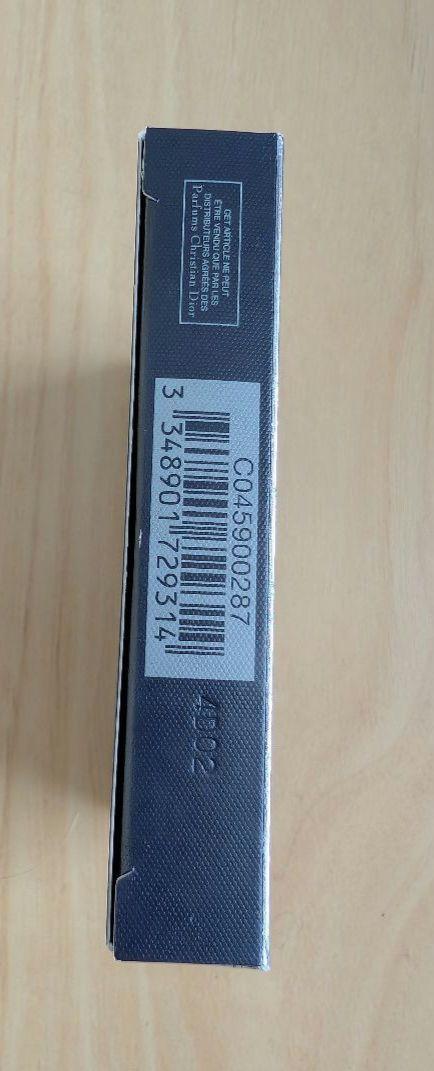 CET ARTICLE NE PEUT
ÊTRE VENDU QUE PAR LES
DISTRIBUTEURS AGRÉÉS DES
Parfums Christian Dior
C045900287
3 348901 729314
4D02